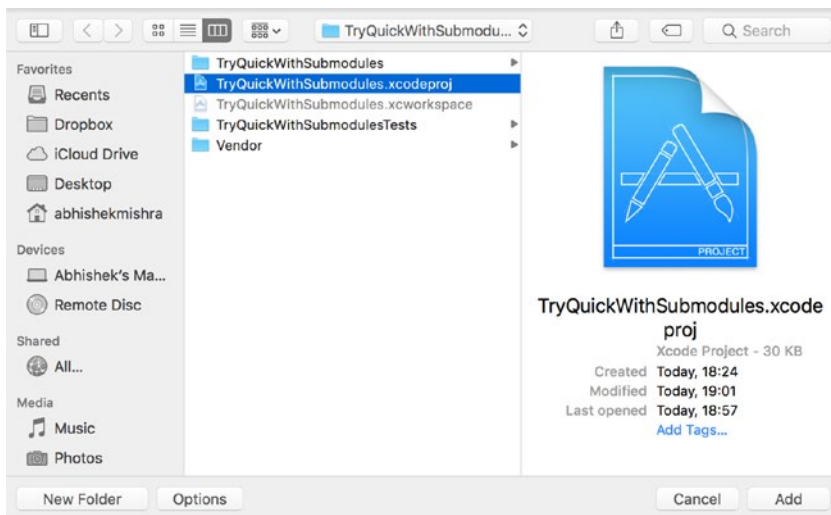 TryQuickWithSubmodu...
Search
Favorites
Recents
Dropbox
iCloud Drive
Desktop
abhishekmishra
Devices
Abhishek's Ma...
Remote Disc
Shared
All...
Media
Music
Photos
TryQuickWithSubmodules
TryQuickWithSubmodules.xcodeproj
TryQuickWithSubmodules.xcworkspace
TryQuickWithSubmodulesTests
Vendor
PROJECT
TryQuickWithSubmodules.xcode
proj
Xcode Project - 30 KB
Created Today, 18:24
Modified Today, 19:01
Last opened Today, 18:57
Add Tags...
New Folder
Options
Cancel
Add